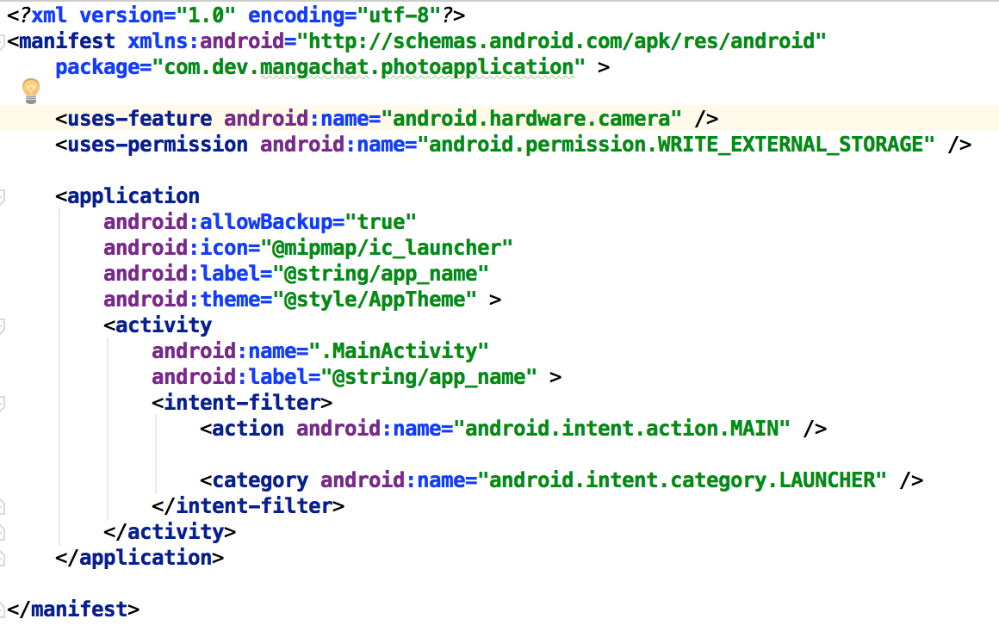 <?xml version="1.0" encoding="utf-8"?>
<manifest xmlns:android="http://schemas.android.com/apk/res/android"
    package="com.dev.mangachat.photoapplication" >

    <uses-feature android:name="android.hardware.camera" />
    <uses-permission android:name="android.permission.WRITE_EXTERNAL_STORAGE" />

    <application
        android:allowBackup="true"
        android:icon="@mipmap/ic_launcher"
        android:label="@string/app_name"
        android:theme="@style/AppTheme" >
        <activity
            android:name=".MainActivity"
            android:label="@string/app_name" >
            <intent-filter>
                <action android:name="android.intent.action.MAIN" />

                <category android:name="android.intent.category.LAUNCHER" />
            </intent-filter>
        </activity>
    </application>

</manifest>